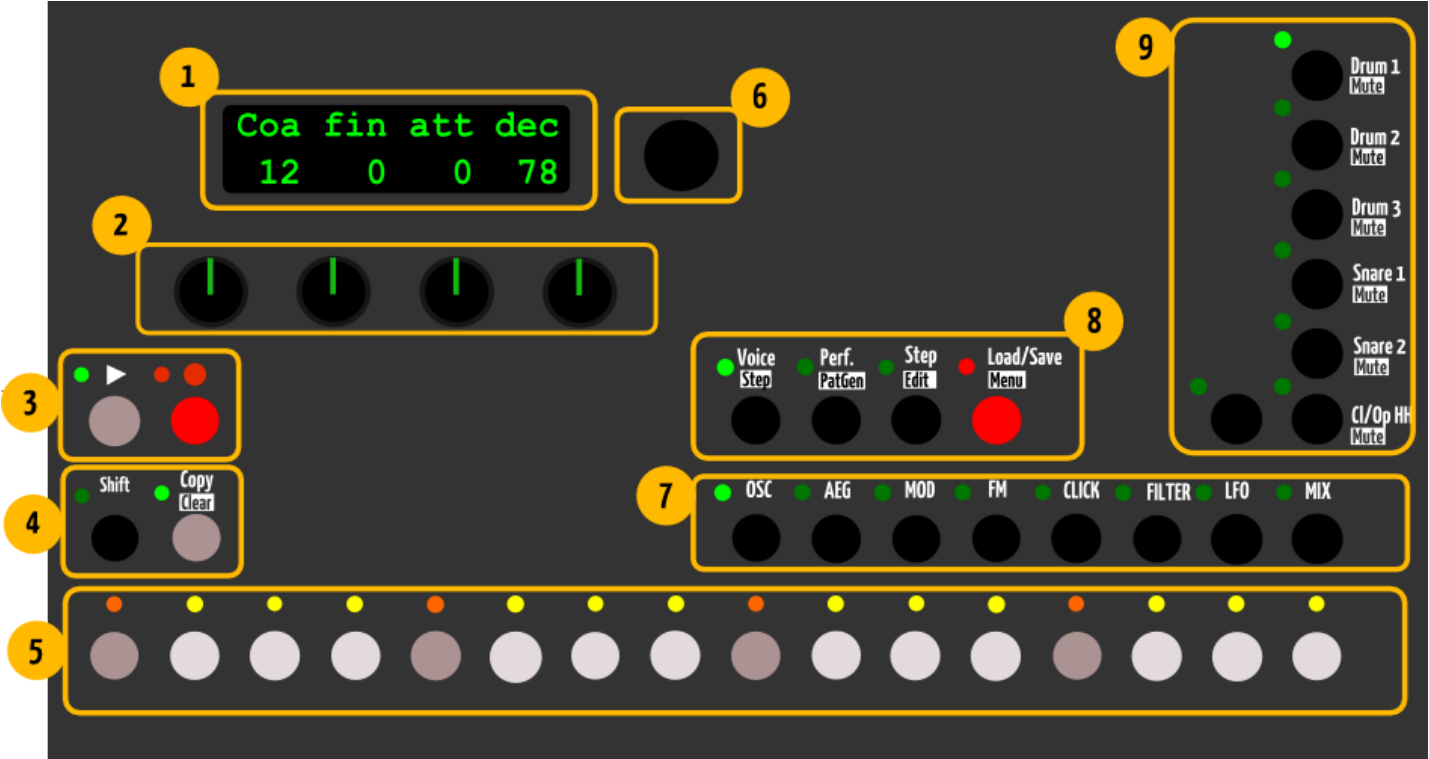 9
Drum 1
Mute
1
6
Coa fin att dec
12 0 0 78
Drum 2
Mute
2
Drum 3
Mute
Snare 1
Mute
8
3
Voice
Step
Perf.
PatGen
Step
Edit
Load/Save
Menu
Snare 2
Mute
Cl/Op HH
Mute
4
Shift
Copy
Clear
7
OSC AEG MOD FM CLICK FILTER LFO MIX
5